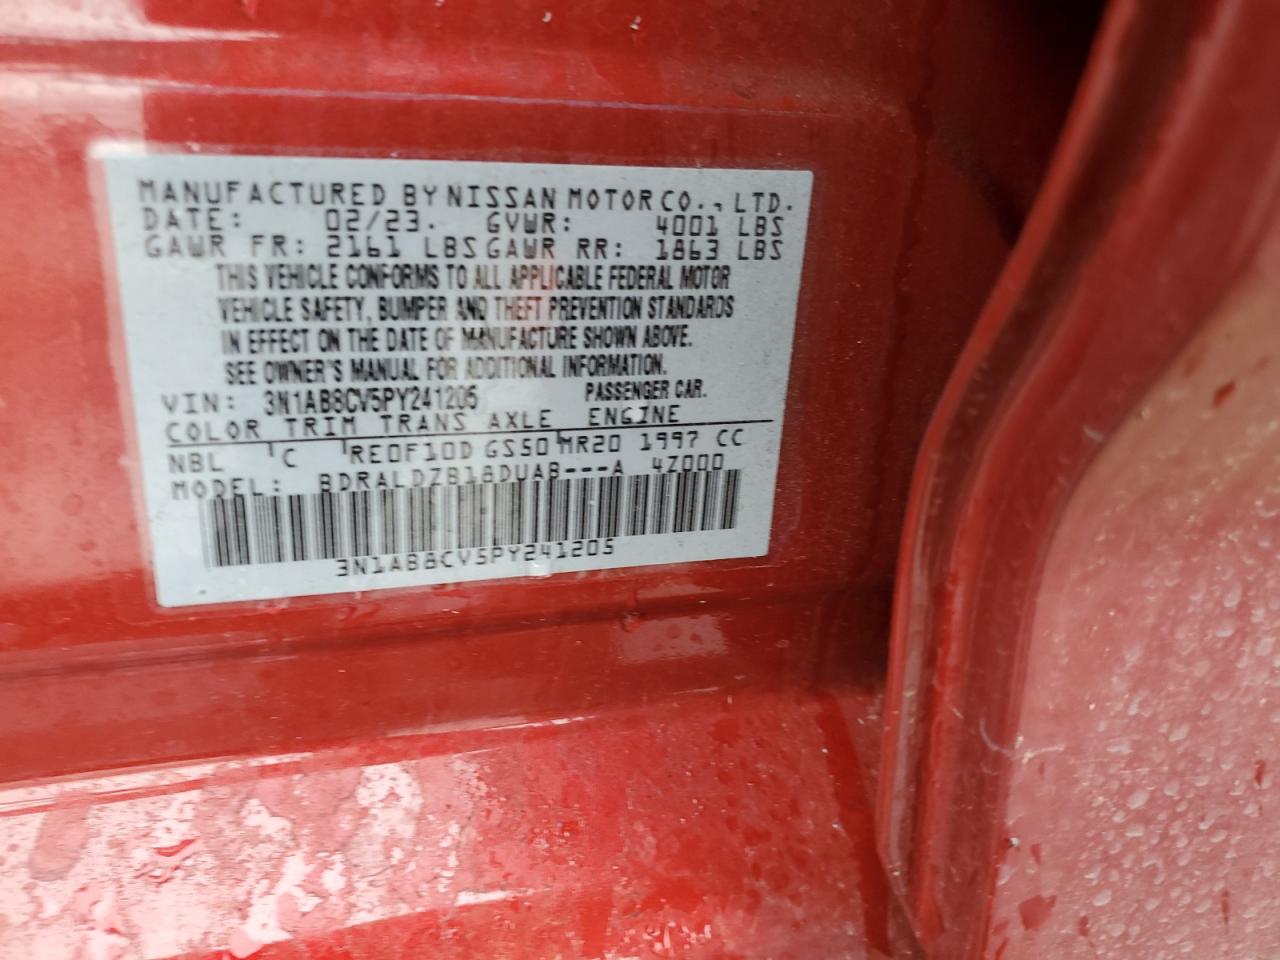 MANUFACTURED BY NISSAN MOTOR CO., LTD.
DATE: 02/23. GVWR: 4001 LBS
GAWR FR: 2161 LBS GAWR RR: 1863 LBS
THIS VEHICLE CONFORMS TO ALL APPLICABLE FEDERAL MOTOR
VEHICLE SAFETY, BUMPER AND THEFT PREVENTION STANDARDS
IN EFFECT ON THE DATE OF MANUFACTURE SHOWN ABOVE.
SEE OWNER'S MANUAL FOR ADDITIONAL INFORMATION.
VIN: 3N1AB8CV5PY241205 PASSENGER CAR.
COLOR TRIM TRANS AXLE ENGINE
NBL C RE0F10D GS50 MR20 1997 CC
MODEL: BDRALDZB18DUA8---A 4Z000
3N1AB8CV5PY241205